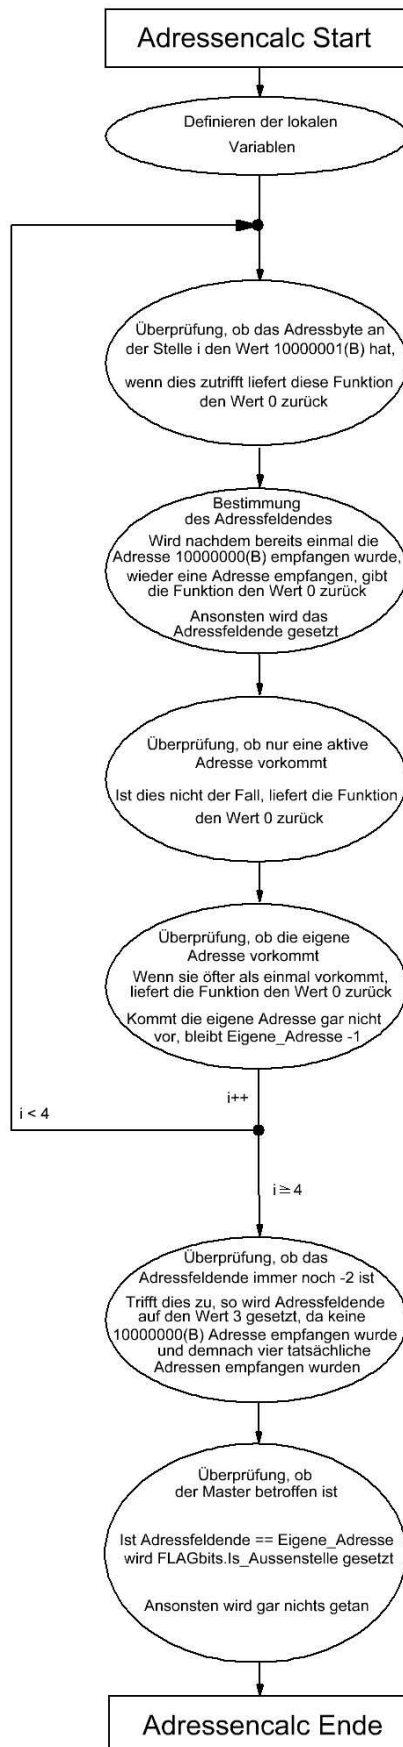 Adressencalc Start
Definieren der lokalen
Variablen
Überprüfung, ob das Adressbyte an
der Stelle i den Wert 10000001(B) hat,
wenn dies zutrifft liefert diese Funktion
den Wert 0 zurück
Bestimmung
des Adressfeldendes
Wird nachdem bereits einmal die
Adresse 10000000(B) empfangen wurde,
wieder eine Adresse empfangen, gibt
die Funktion den Wert 0 zurück
Ansonsten wird das
Adressfeldende gesetzt
Überprüfung, ob nur eine aktive
Adresse vorkommt
Ist dies nicht der Fall, liefert die Funktion
den Wert 0 zurück
Überprüfung, ob die eigene
Adresse vorkommt
Wenn sie öfter als einmal vorkommt,
liefert die Funktion den Wert 0 zurück
Kommt die eigene Adresse gar nicht
vor, bleibt Eigene_Adresse -1
i++
i < 4
i ≥ 4
Überprüfung, ob das
Adressfeldende immer noch -2 ist
Trifft dies zu, so wird Adressfeldende
auf den Wert 3 gesetzt, da keine
10000000(B) Adresse empfangen wurde
und demnach vier tatsächliche
Adressen empfangen wurden
Überprüfung, ob
der Master betroffen ist
Ist Adressfeldende == Eigene_Adresse
wird FLAGbits.Is_Aussenstelle gesetzt
Ansonsten wird gar nichts getan
Adressencalc Ende